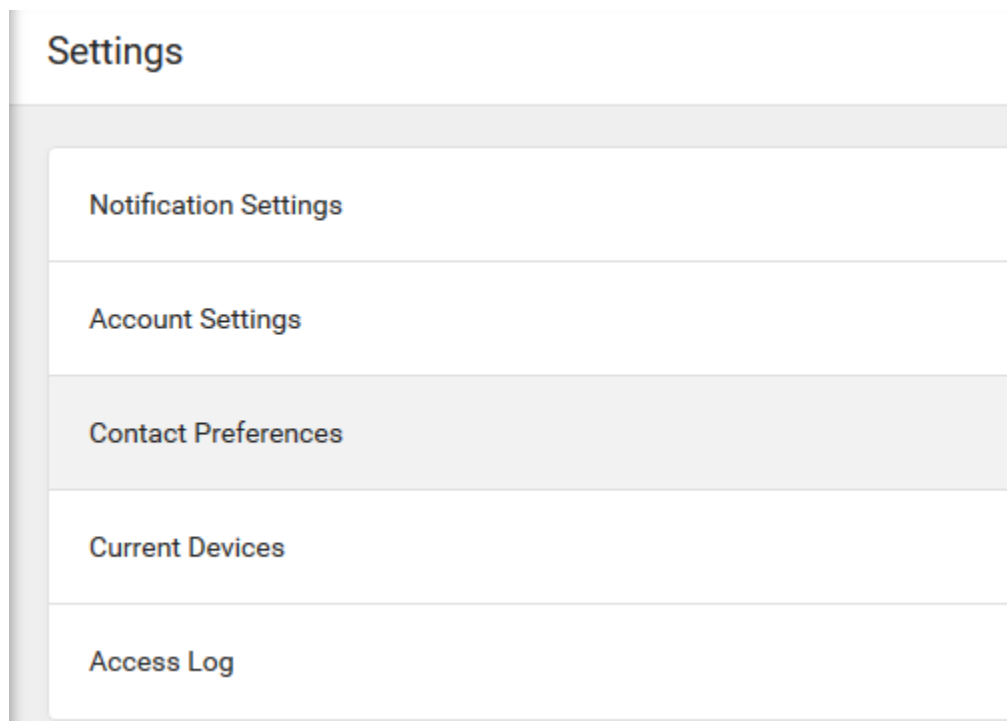 Settings
Notification Settings
Account Settings
Contact Preferences
Current Devices
Access Log